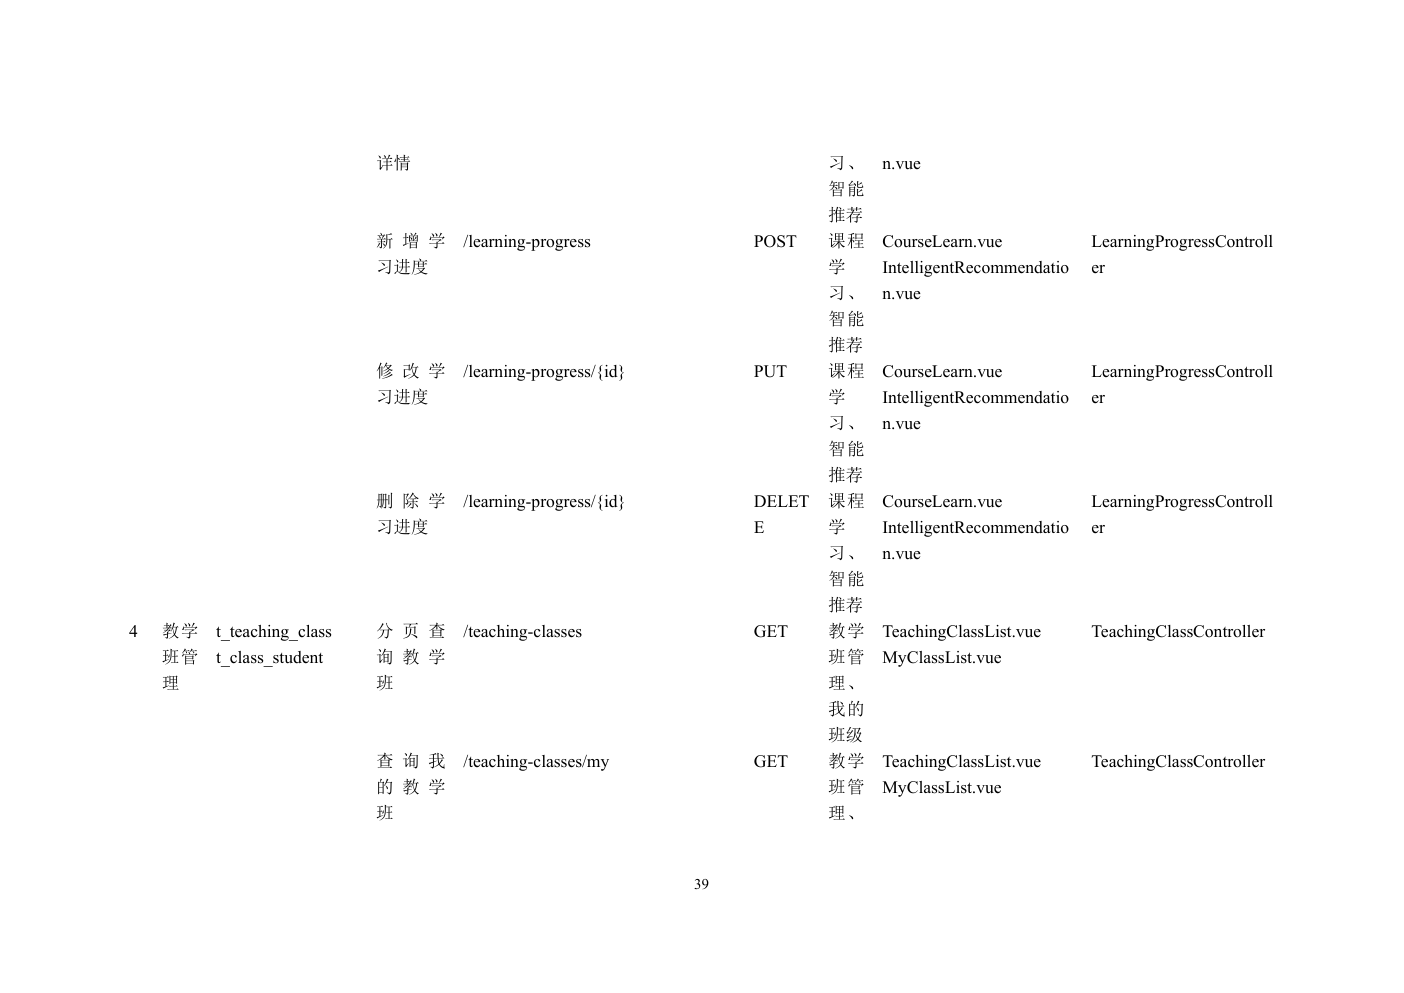 详情 习、 n.vue
智能
推荐
新增学 /learning-progress POST 课程 CourseLearn.vue LearningProgressControll
习进度 学 IntelligentRecommendatio er
习、 n.vue
智能
推荐
修改学 /learning-progress/{id} PUT 课程 CourseLearn.vue LearningProgressControll
习进度 学 IntelligentRecommendatio er
习、 n.vue
智能
推荐
删除学 /learning-progress/{id} DELET 课程 CourseLearn.vue LearningProgressControll
习进度 E 学 IntelligentRecommendatio er
习、 n.vue
智能
推荐
4 教学 t_teaching_class 分页查 /teaching-classes GET 教学 TeachingClassList.vue TeachingClassController
班管 t_class_student 询教学 班管 MyClassList.vue
理 班 理、
我的
班级
查询我 /teaching-classes/my GET 教学 TeachingClassList.vue TeachingClassController
的教学 班管 MyClassList.vue
班 理、
39